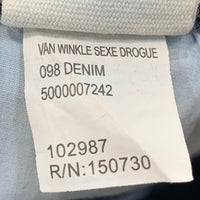 VAN WINKLE SEXE DROGUE
098 DENIM
5000007242
102987
R/N:150730